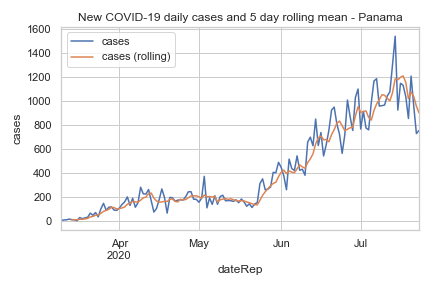 New COVID-19 daily cases and 5 day rolling mean - Panama
cases
cases (rolling)
1600
1400
1200
1000
800
600
400
200
0
cases
Apr
2020
May
Jun
Jul
dateRep